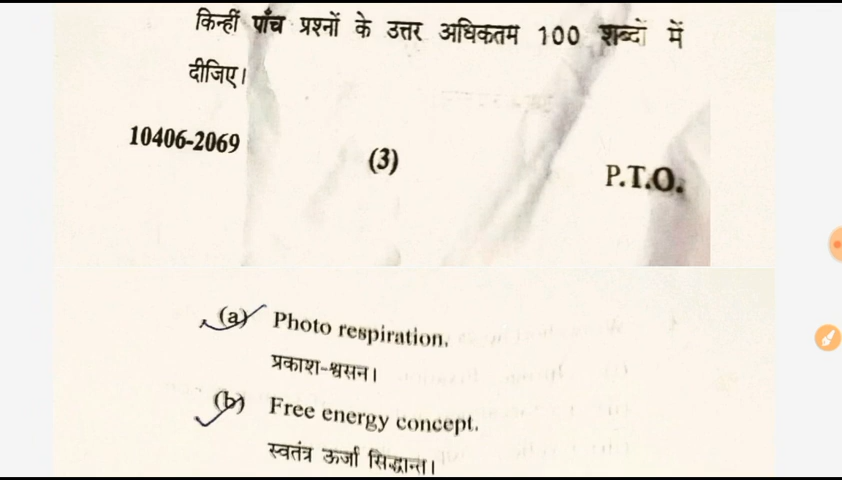 किन्हीं पाँच प्रश्नों के उत्तर अधिकतम 100 शब्दों में
दीजिए।
10406-2069
(3)
P.T.O.
(a) Photo respiration.
प्रकाश-श्वसन।
(b) Free energy concept.
स्वतंत्र ऊर्जा सिद्धान्त।